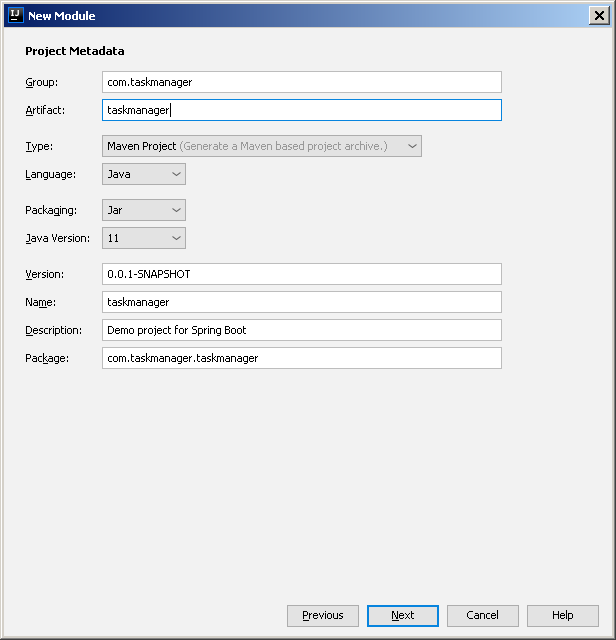 New Module
Project Metadata
Group: com.taskmanager
Artifact: taskmanager
Type: Maven Project (Generate a Maven based project archive.)
Language: Java
Packaging: Jar
Java Version: 11
Version: 0.0.1-SNAPSHOT
Name: taskmanager
Description: Demo project for Spring Boot
Package: com.taskmanager.taskmanager
Previous Next Cancel Help